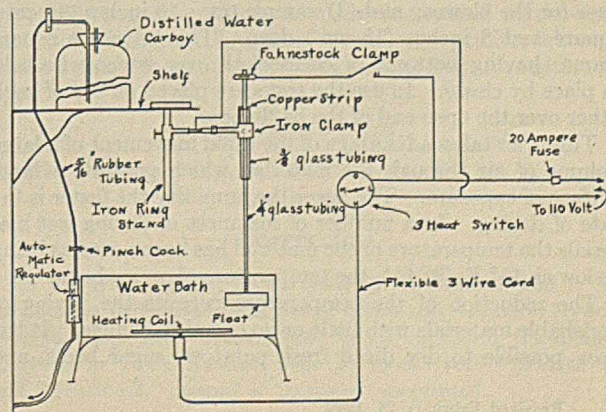 Distilled Water
Carboy.
Shelf
Fahnestock Clamp
Copper Strip
Iron Clamp
3/8 glass tubing
20 Ampere
Fuse
5/16" Rubber
Tubing
Iron Ring
Stand
1/4" glass tubing
3 Heat Switch
To 110 Volt
Pinch Cock
Auto-
matic
Regulator
Water Bath
Float
Heating Coil
Flexible 3 Wire Cord